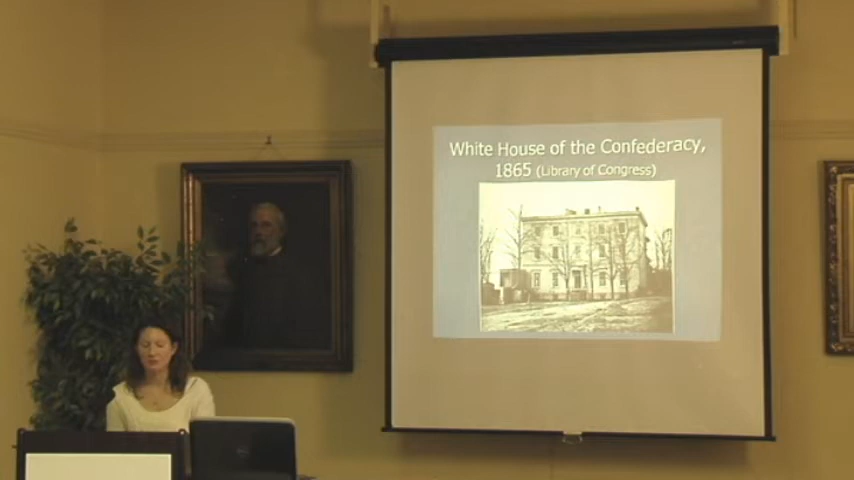 White House of the Confederacy,
1865 (Library of Congress)